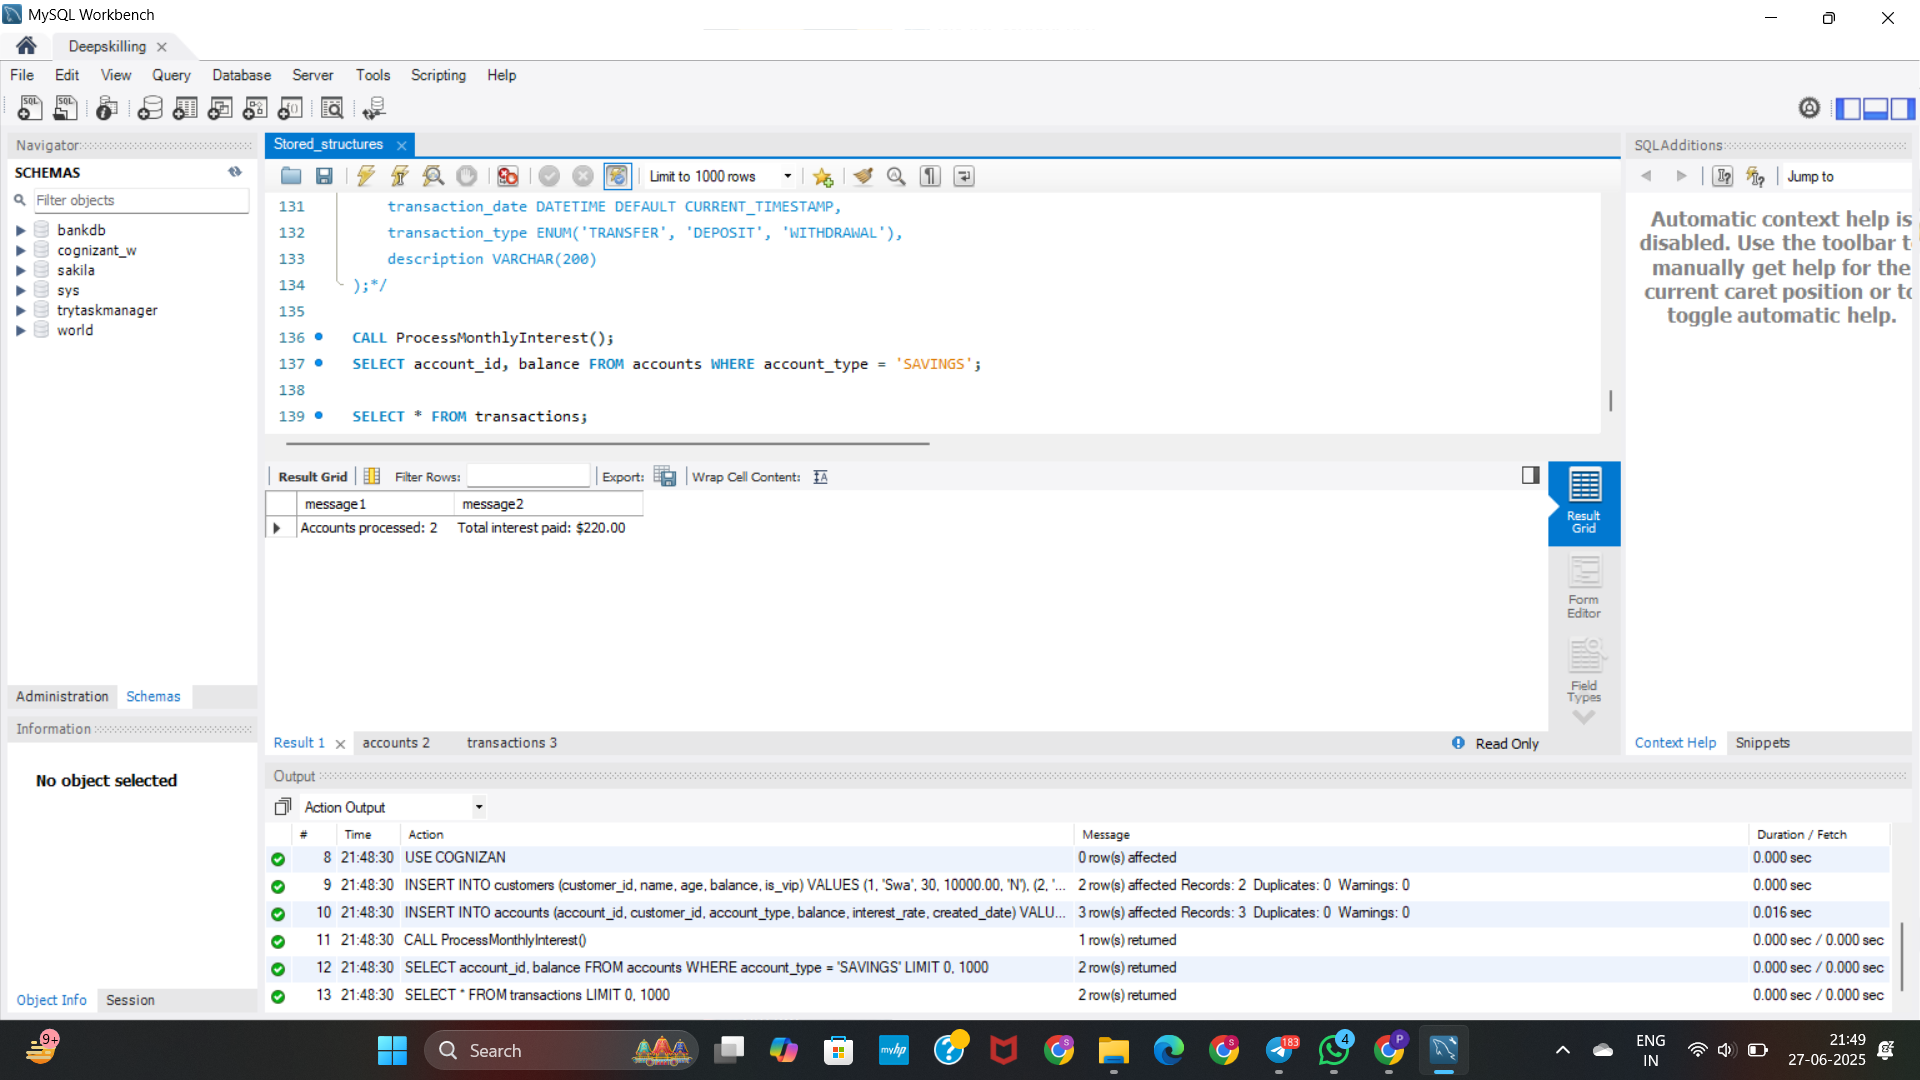 MySQL Workbench
Deepskilling
File Edit View Query Database Server Tools Scripting Help
Navigator
SCHEMAS
Filter objects
bankdb
cognizant_w
sakila
sys
trytaskmanager
world
Administration Schemas
Information
No object selected
Object Info Session
Stored_structures
Limit to 1000 rows
131 transaction_date DATETIME DEFAULT CURRENT_TIMESTAMP,
132 transaction_type ENUM('TRANSFER', 'DEPOSIT', 'WITHDRAWAL'),
133 description VARCHAR(200)
134 );*/
135
136 CALL ProcessMonthlyInterest();
137 SELECT account_id, balance FROM accounts WHERE account_type = 'SAVINGS';
138
139 SELECT * FROM transactions;
Result Grid Filter Rows: Export: Wrap Cell Content:
message1 message2
Accounts processed: 2 Total interest paid: $220.00
Result Grid
Form Editor
Field Types
Result 1 accounts 2 transactions 3 Read Only
SQLAdditions
Jump to
Automatic context help is
disabled. Use the toolbar t
manually get help for the
current caret position or to
toggle automatic help.
Context Help Snippets
Output
Action Output
# Time Action Message Duration / Fetch
8 21:48:30 USE COGNIZAN 0 row(s) affected 0.000 sec
9 21:48:30 INSERT INTO customers (customer_id, name, age, balance, is_vip) VALUES (1, 'Swa', 30, 10000.00, 'N'), (2, '... 2 row(s) affected Records: 2 Duplicates: 0 Warnings: 0 0.000 sec
10 21:48:30 INSERT INTO accounts (account_id, customer_id, account_type, balance, interest_rate, created_date) VALU... 3 row(s) affected Records: 3 Duplicates: 0 Warnings: 0 0.016 sec
11 21:48:30 CALL ProcessMonthlyInterest() 1 row(s) returned 0.000 sec / 0.000 sec
12 21:48:30 SELECT account_id, balance FROM accounts WHERE account_type = 'SAVINGS' LIMIT 0, 1000 2 row(s) returned 0.000 sec / 0.000 sec
13 21:48:30 SELECT * FROM transactions LIMIT 0, 1000 2 row(s) returned 0.000 sec / 0.000 sec
9+
Search
myhp
S
S
183
4
P
ENG
IN
21:49
27-06-2025